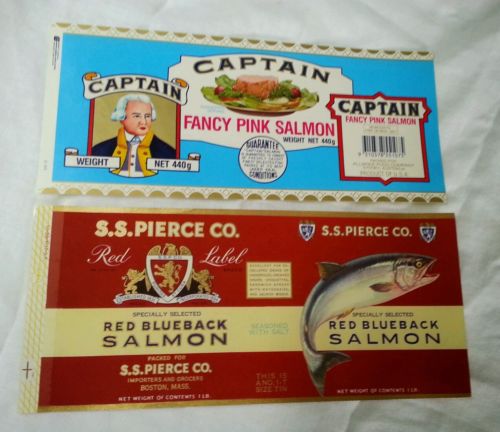 CAPTAIN
WEIGHT NET 440g
CAPTAIN
FANCY PINK SALMON
WEIGHT NET 440g
GUARANTEE
CONDITIONS
CAPTAIN
FANCY PINK SALMON
PRODUCT OF U.S.A.
S.S.PIERCE CO.
Red Label
SPECIALLY SELECTED
RED BLUEBACK
SALMON
PACKED FOR
S.S.PIERCE CO.
IMPORTERS AND GROCERS
BOSTON, MASS.
SEASONED
WITH SALT
THIS IS
A NO. 1-T
SIZE TIN
S.S.PIERCE CO.
SPECIALLY SELECTED
RED BLUEBACK
SALMON
NET WEIGHT OF CONTENTS 1 LB.
NET WEIGHT OF CONTENTS 1 LB.